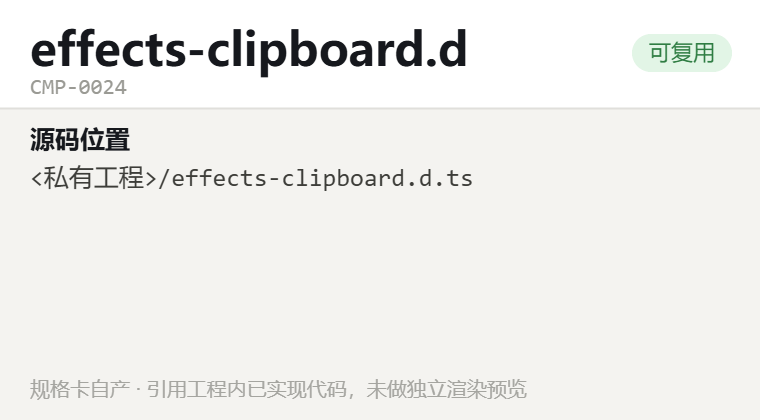 effects-clipboard.d
可复用
CMP-0024
源码位置
<私有工程>/effects-clipboard.d.ts
规格卡自产 · 引用工程内已实现代码，未做独立渲染预览